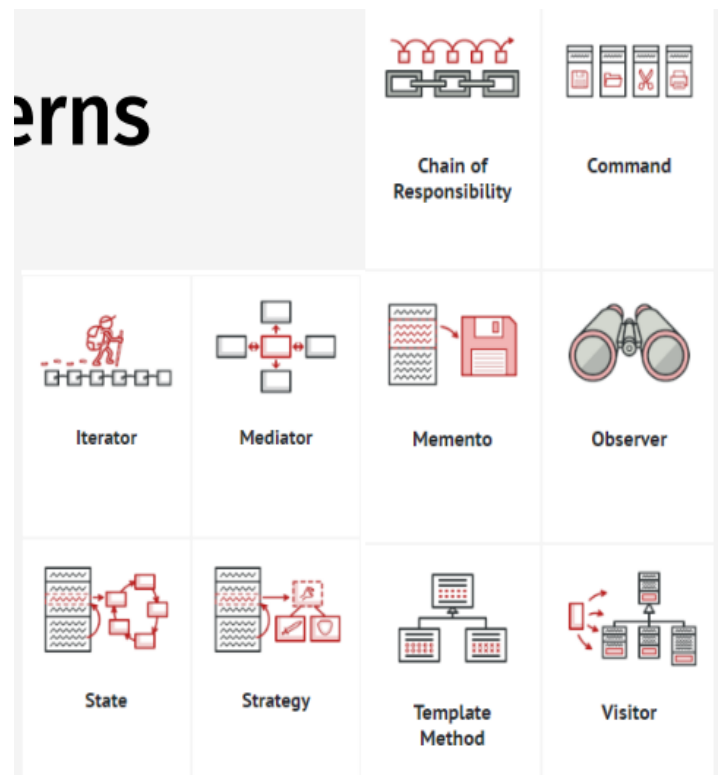 erns
Chain of
Responsibility
Command
Iterator
Mediator
Memento
Observer
State
Strategy
Template
Method
Visitor